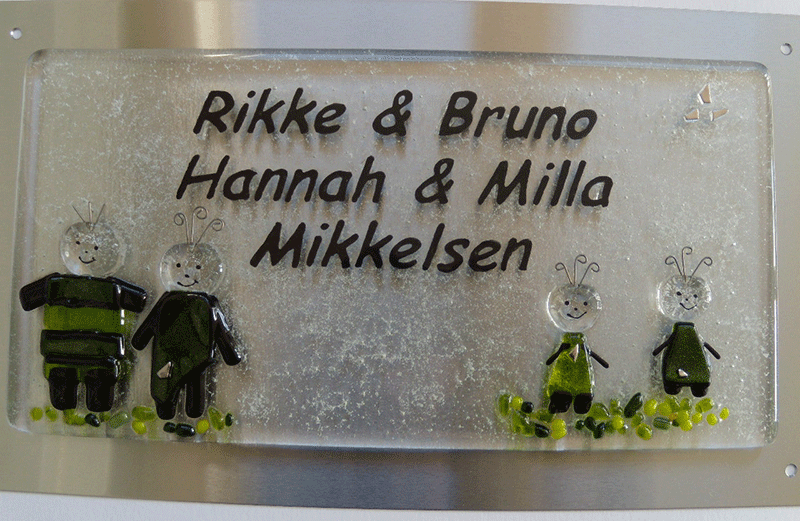 Rikke & Bruno
Hannah & Milla
Mikkelsen